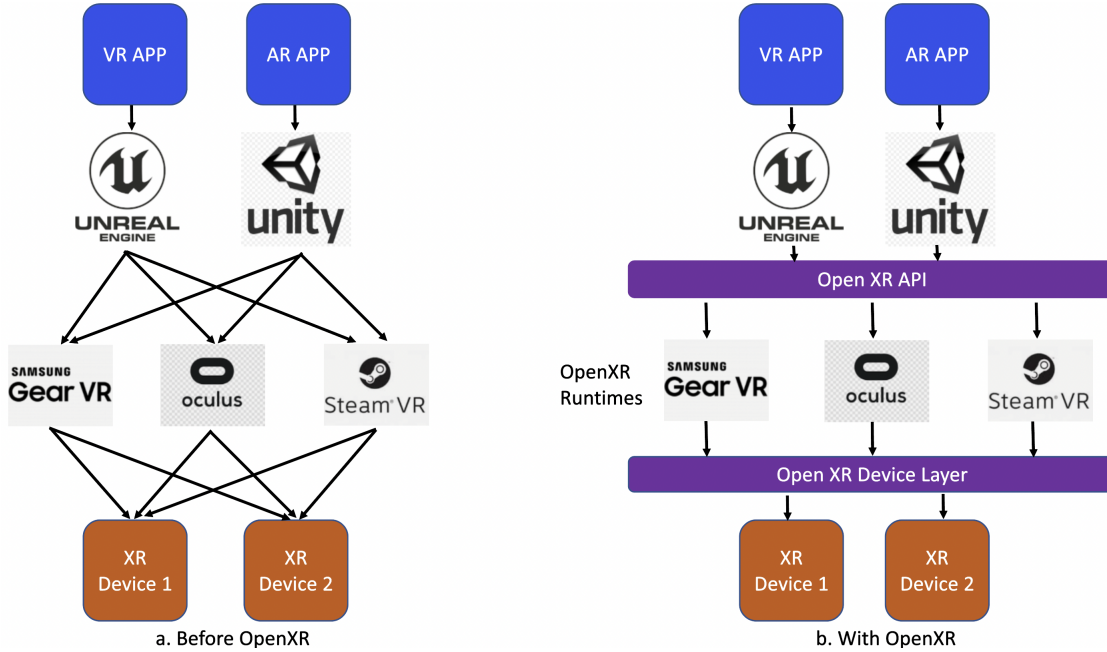 VR APP
AR APP
UNREAL
ENGINE
unity
SAMSUNG
Gear VR
oculus
Steam VR
XR
Device 1
XR
Device 2
a. Before OpenXR
VR APP
AR APP
UNREAL
ENGINE
unity
Open XR API
OpenXR
Runtimes
SAMSUNG
Gear VR
oculus
Steam VR
Open XR Device Layer
XR
Device 1
XR
Device 2
b. With OpenXR